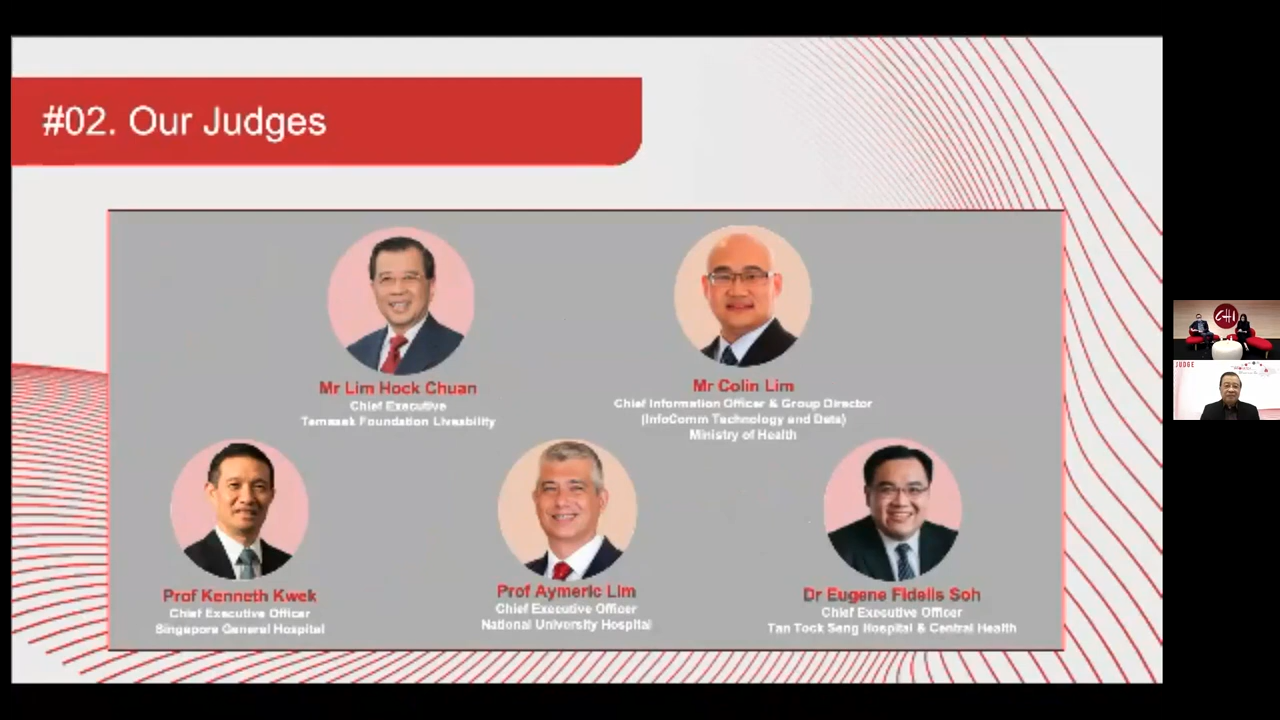 #02. Our Judges
Mr Lim Hock Chuan
Chief Executive
Temasek Foundation Liveability
Mr Colin Lim
Chief Information Officer & Group Director
(InfoComm Technology and Data)
Ministry of Health
Prof Kenneth Kwek
Chief Executive Officer
Singapore General Hospital
Prof Aymeric Lim
Chief Executive Officer
National University Hospital
Dr Eugene Fidelis Soh
Chief Executive Officer
Tan Tock Seng Hospital & Central Health
CHI
JUDGE